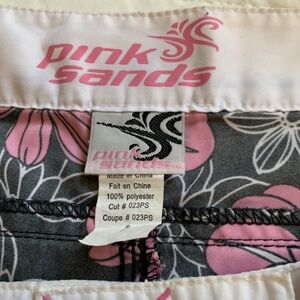 pink
sands
pink
sands
Made in China
Fait en Chine
100% polyester
Cut # 023PS
Coupe # 023PS